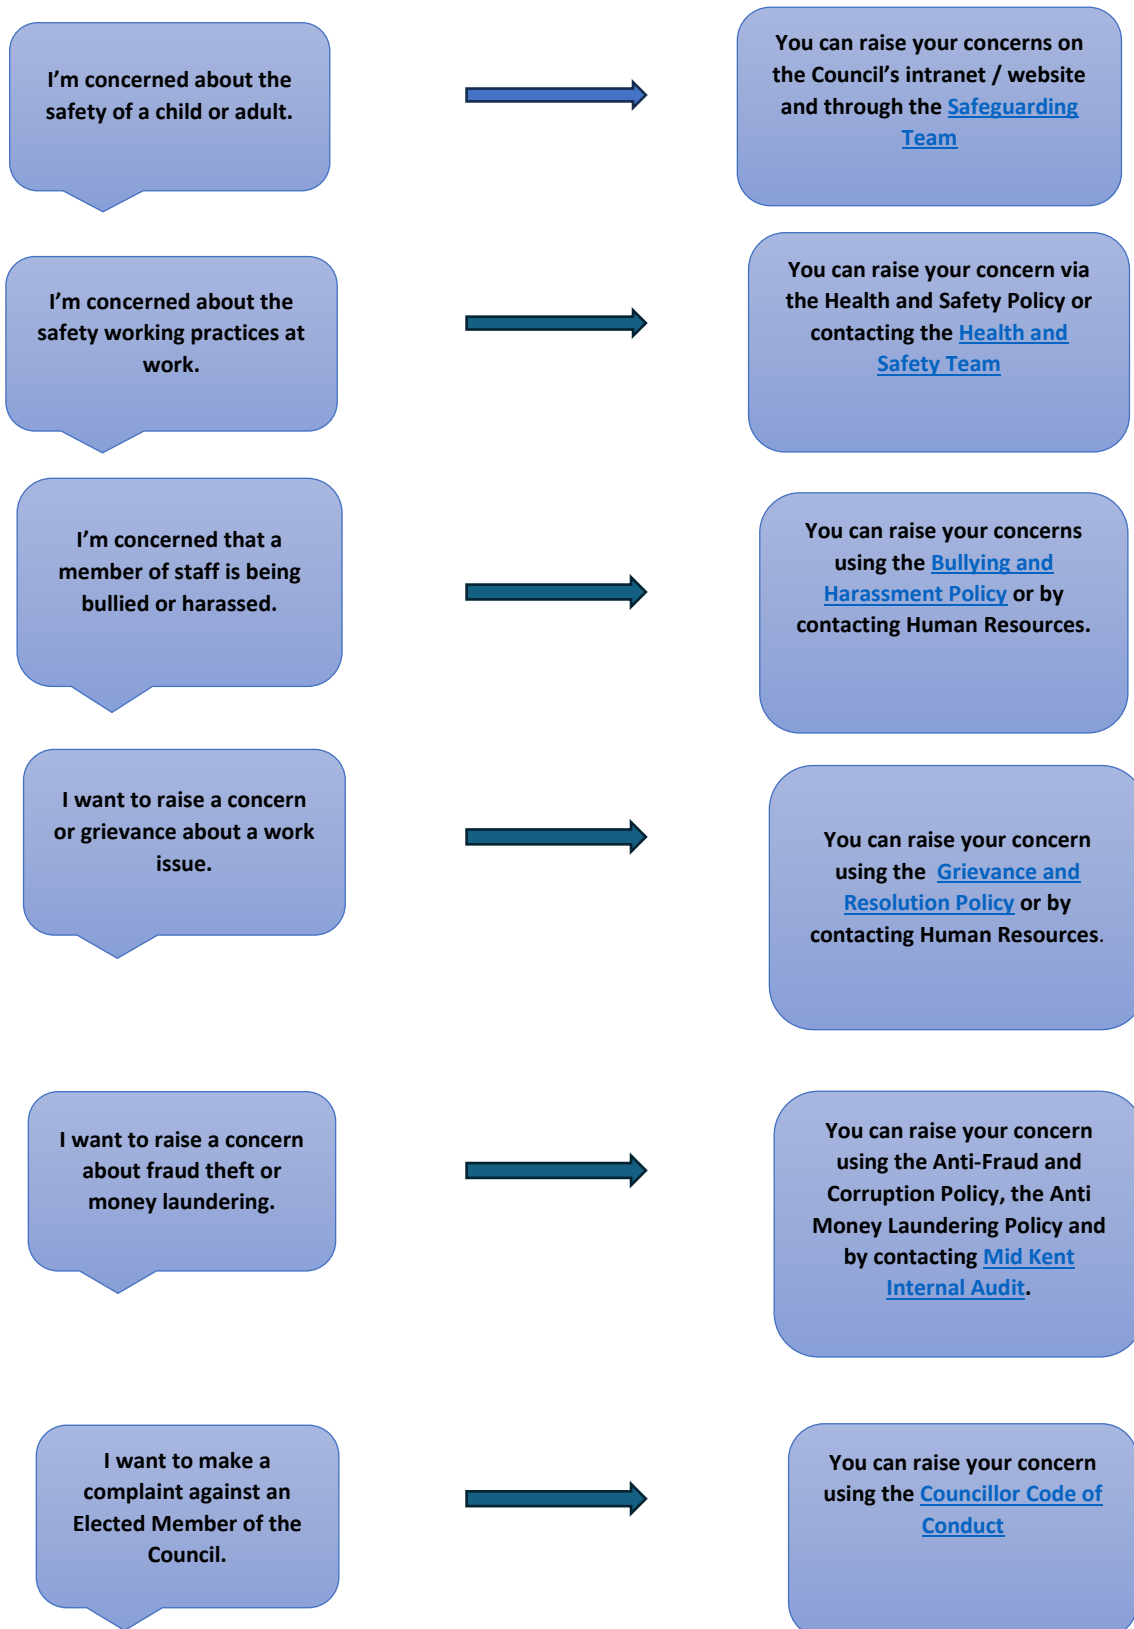 I’m concerned about the
safety of a child or adult.
You can raise your concerns on
the Council’s intranet / website
and through the Safeguarding
Team
I’m concerned about the
safety working practices at
work.
You can raise your concern via
the Health and Safety Policy or
contacting the Health and
Safety Team
I’m concerned that a
member of staff is being
bullied or harassed.
You can raise your concerns
using the Bullying and
Harassment Policy or by
contacting Human Resources.
I want to raise a concern
or grievance about a work
issue.
You can raise your concern
using the  Grievance and
Resolution Policy or by
contacting Human Resources.
I want to raise a concern
about fraud theft or
money laundering.
You can raise your concern
using the Anti-Fraud and
Corruption Policy, the Anti
Money Laundering Policy and
by contacting Mid Kent
Internal Audit.
I want to make a
complaint against an
Elected Member of the
Council.
You can raise your concern
using the Councillor Code of
Conduct